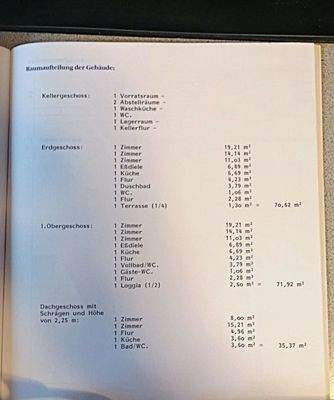 Raumaufteilung der Gebäude:
Kellergeschoss: 1 Vorratsraum -
2 Abstellräume -
1 Waschküche -
1 WC. -
1 Lagerraum -
1 Kellerflur -
Erdgeschoss: 1 Zimmer 19,21 m²
1 Zimmer 14,14 m²
1 Zimmer 11,03 m²
1 Eßdiele 6,89 m²
1 Küche 6,69 m²
1 Flur 4,23 m²
1 Duschbad 3,79 m²
1 WC. 1,06 m²
1 Flur 2,28 m²
1 Terrasse (1/4) 1,30 m² = 70,62 m²
1.Obergeschoss: 1 Zimmer 19,21 m²
1 Zimmer 14,14 m²
1 Zimmer 11,03 m²
1 Eßdiele 6,89 m²
1 Küche 6,69 m²
1 Flur 4,23 m²
1 Vollbad/WC. 3,79 m²
1 Gäste-WC. 1,06 m²
1 Flur 2,28 m²
1 Loggia (1/2) 2,60 m² = 71,92 m²
Dachgeschoss mit
Schrägen und Höhe
von 2,25 m: 1 Zimmer 8,00 m²
1 Zimmer 15,21 m²
1 Flur 4,96 m²
1 Küche 3,60 m²
1 Bad/WC. 3,60 m² = 35,37 m²